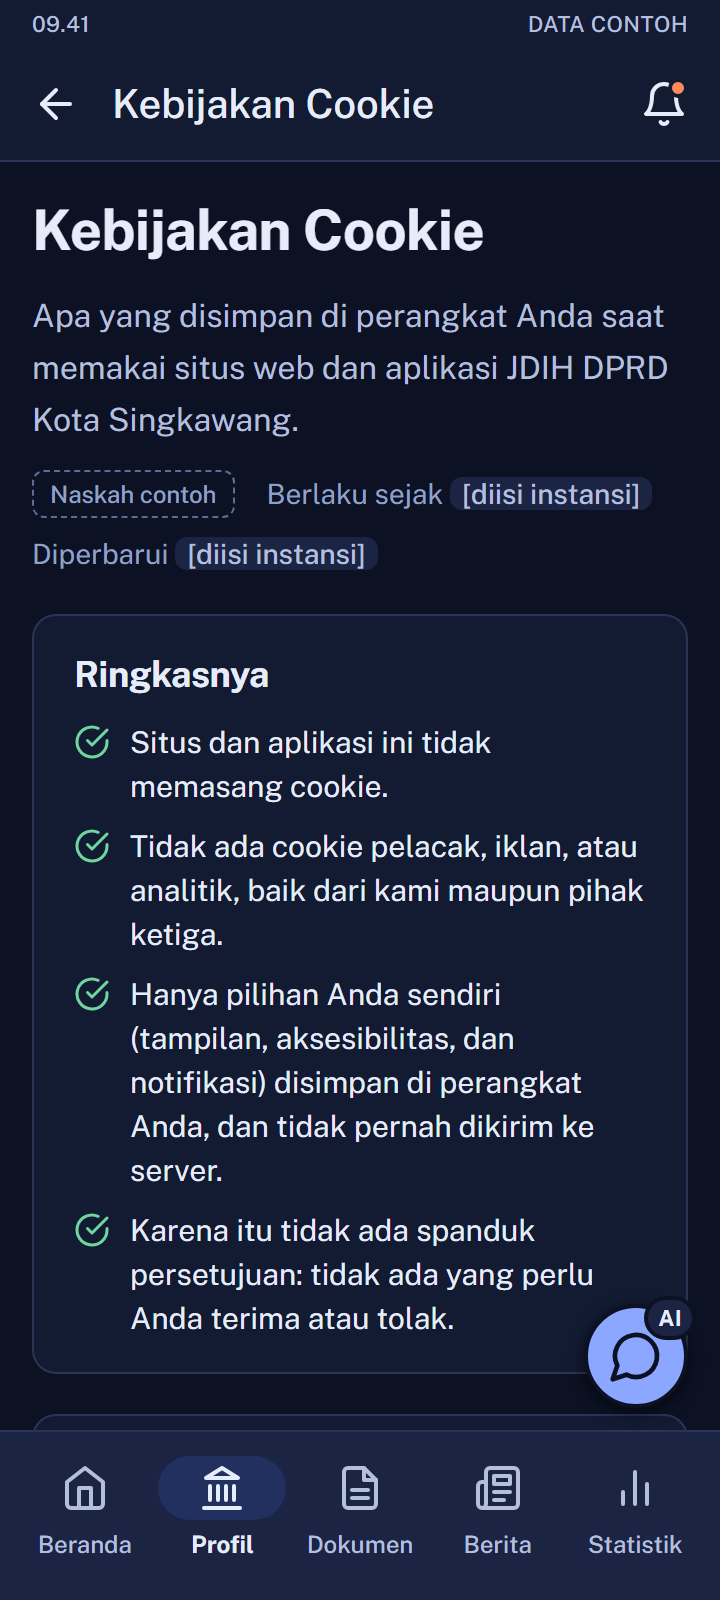 09.41
DATA CONTOH
Kebijakan Cookie
Kebijakan Cookie
Apa yang disimpan di perangkat Anda saat
memakai situs web dan aplikasi JDIH DPRD
Kota Singkawang.
Naskah contoh
Berlaku sejak [diisi instansi]
Diperbarui [diisi instansi]
Ringkasnya
Situs dan aplikasi ini tidak
memasang cookie.
Tidak ada cookie pelacak, iklan, atau
analitik, baik dari kami maupun pihak
ketiga.
Hanya pilihan Anda sendiri
(tampilan, aksesibilitas, dan
notifikasi) disimpan di perangkat
Anda, dan tidak pernah dikirim ke
server.
Karena itu tidak ada spanduk
persetujuan: tidak ada yang perlu
Anda terima atau tolak.
AI
Beranda
Profil
Dokumen
Berita
Statistik